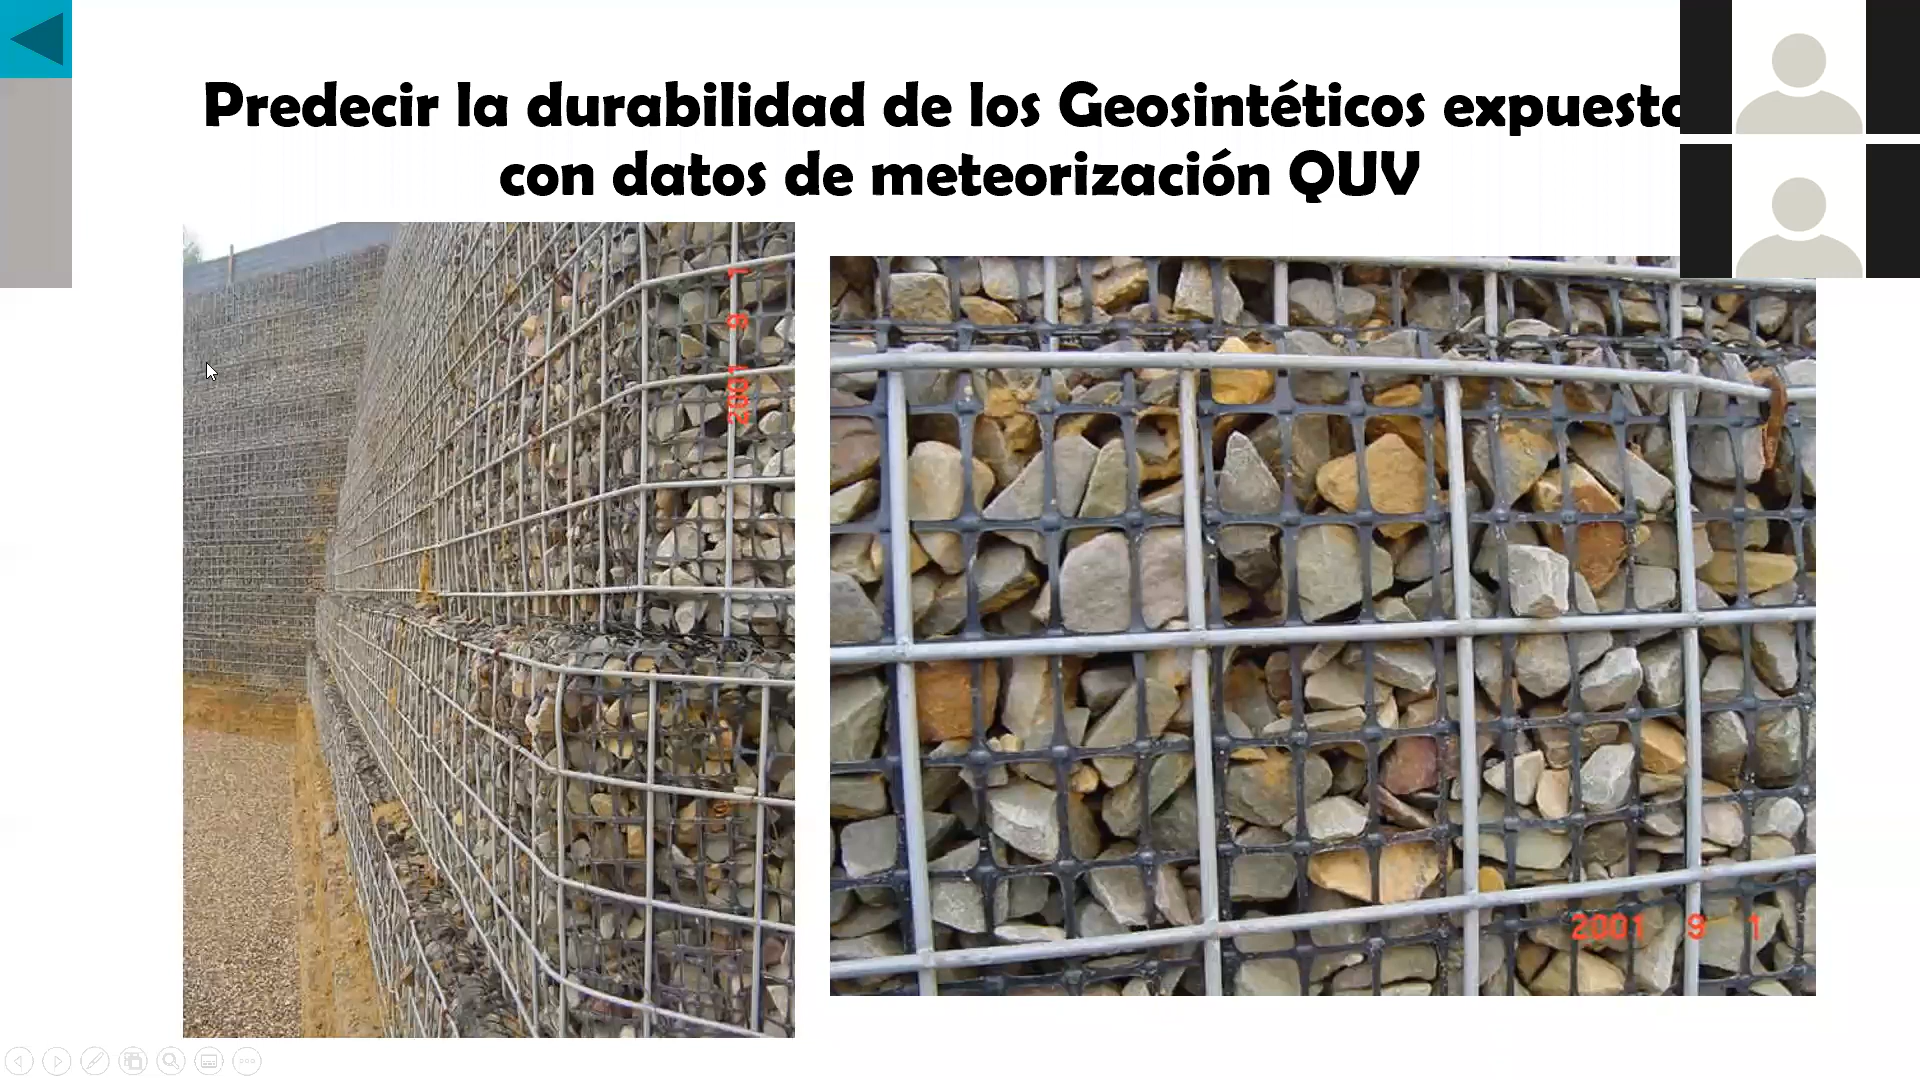 Predecir la durabilidad de los Geosintéticos expuesto
con datos de meteorización QUV
2001 9 1
2001 9 1